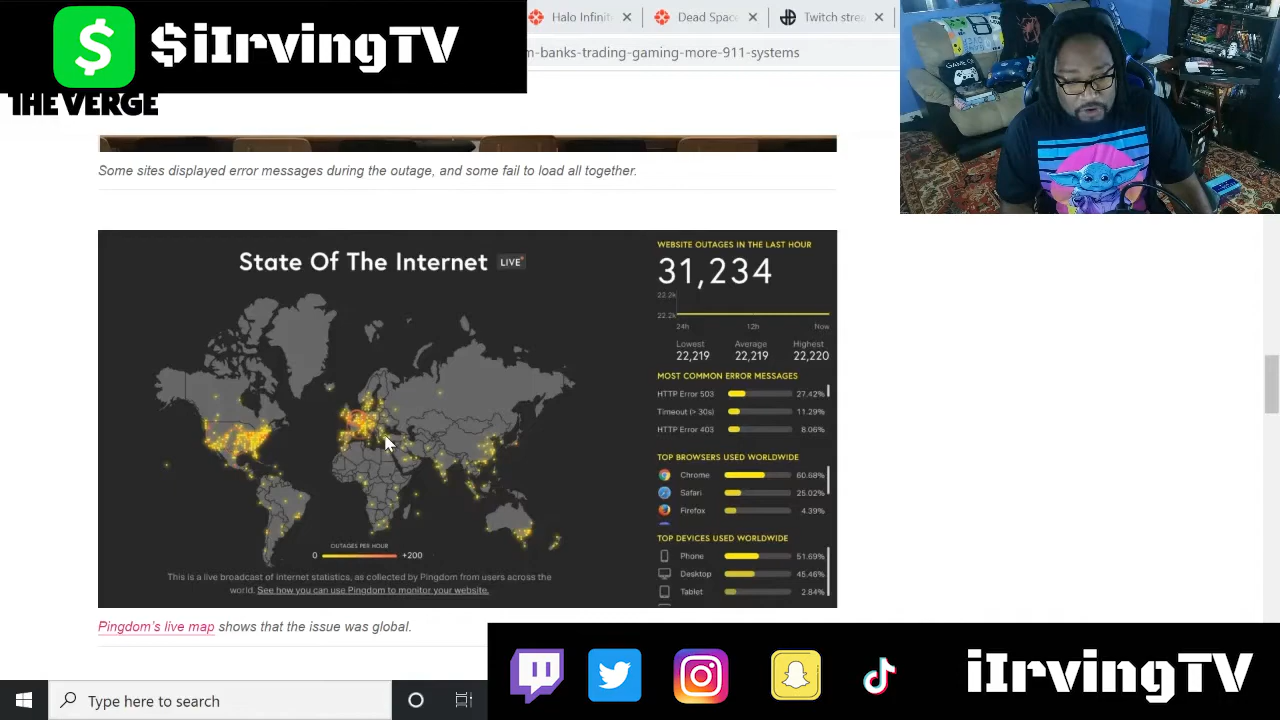 $
$iIrvingTV
Halo Infinit
Dead Space
Twitch strea
m-banks-trading-gaming-more-911-systems
THE VERGE
Some sites displayed error messages during the outage, and some fail to load all together.
State Of The Internet LIVE
WEBSITE OUTAGES IN THE LAST HOUR
31,234
22.2k
22.2k
24h 12h Now
Lowest Average Highest
22,219 22,219 22,220
MOST COMMON ERROR MESSAGES
HTTP Error 503 27.42%
Timeout (> 30s) 11.29%
HTTP Error 403 8.06%
TOP BROWSERS USED WORLDWIDE
Chrome 60.68%
Safari 25.02%
Firefox 4.39%
TOP DEVICES USED WORLDWIDE
Phone 51.69%
Desktop 45.46%
Tablet 2.84%
OUTAGES PER HOUR
0 +200
This is a live broadcast of internet statistics, as collected by Pingdom from users across the
world. See how you can use Pingdom to monitor your website.
Pingdom's live map shows that the issue was global.
iIrvingTV
Type here to search